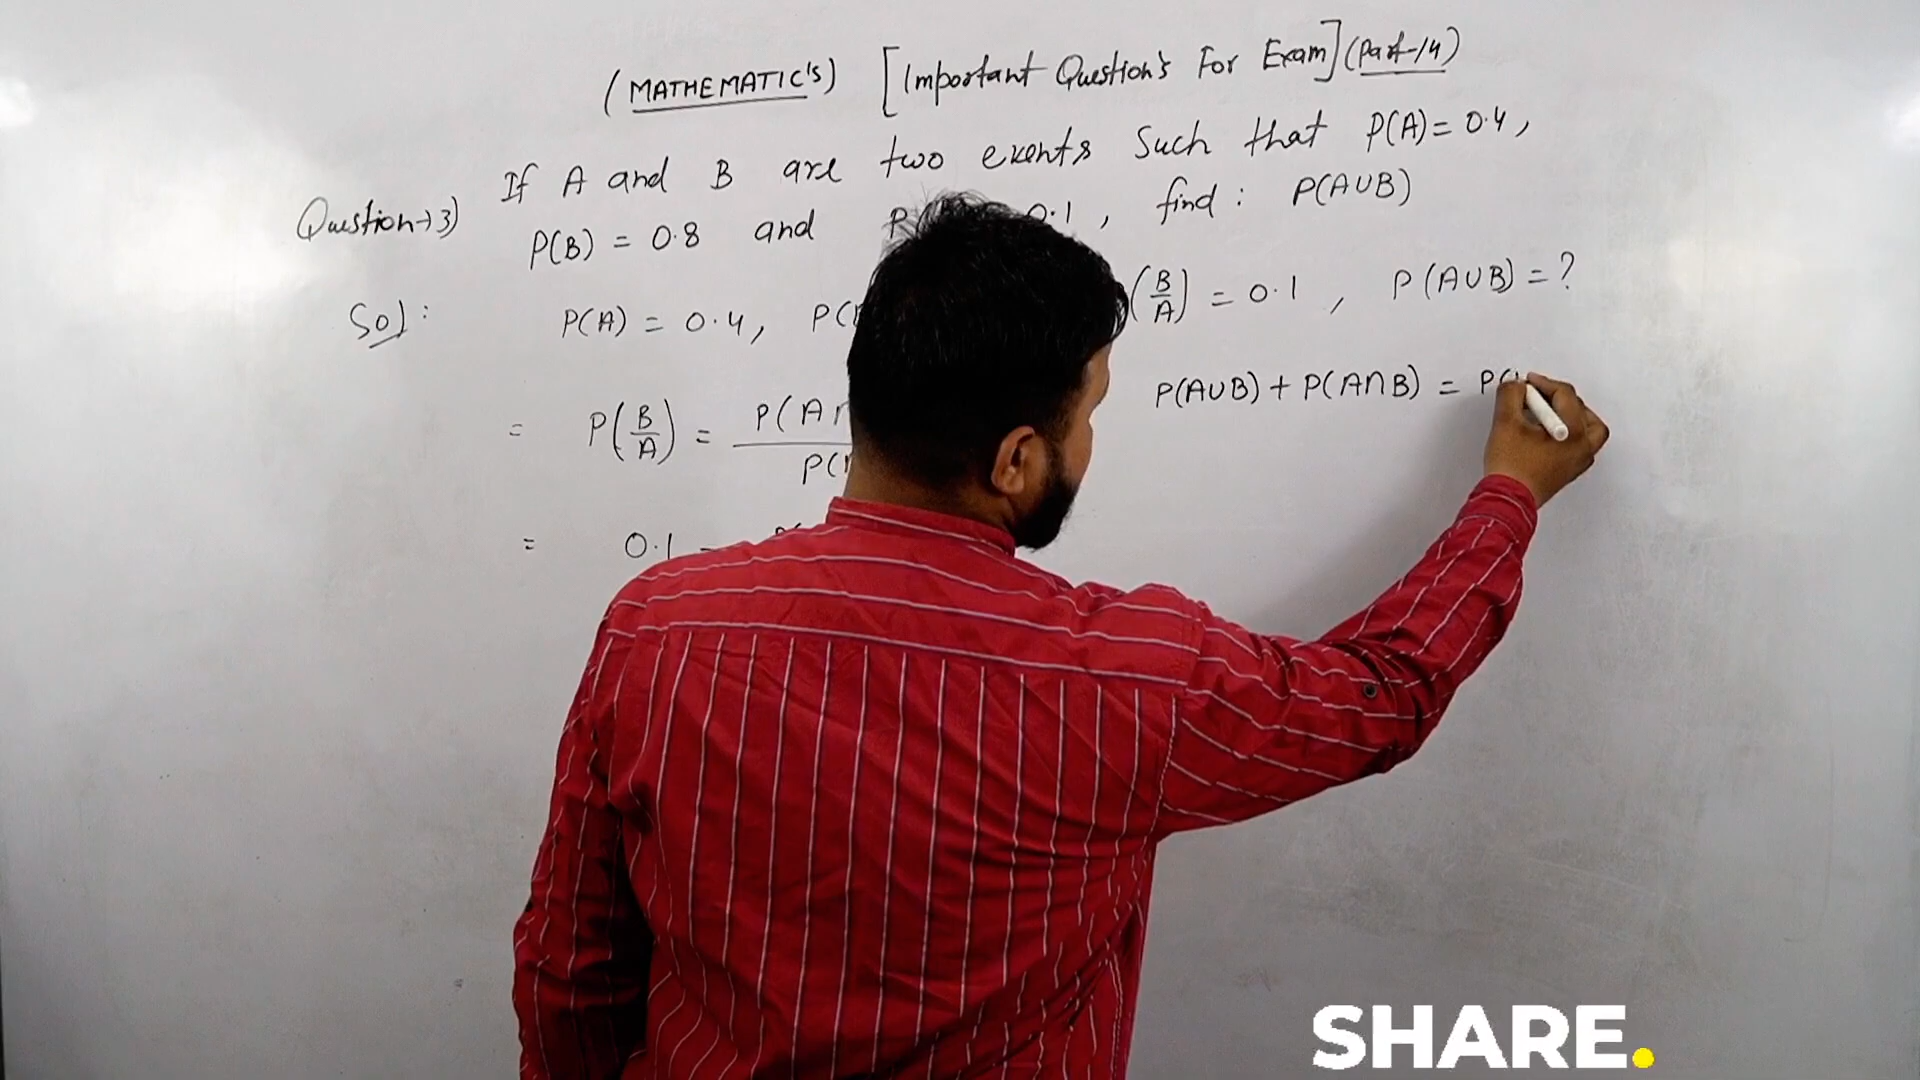 (MATHEMATIC's) [Important Question's For Exam] (Part-14)
Question→3) If A and B are two events Such that P(A) = 0.4,
P(B) = 0.8 and P 0.1, find : P(AUB)
Sol: P(A) = 0.4, P( (B/A) = 0.1, P(AUB) = ?
= P(B/A) = P(A / P( P(AUB) + P(A∩B) = P(
= 0.1
SHARE.